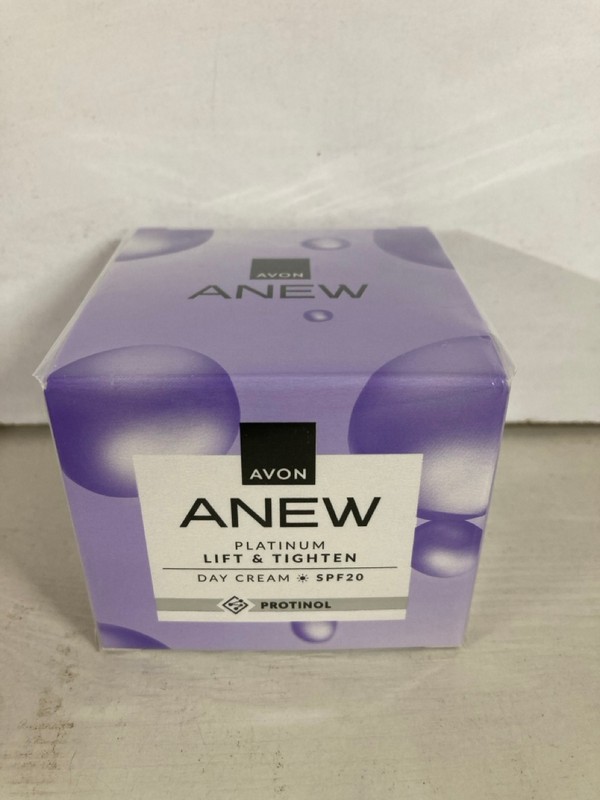 AVON
ANEW
AVON
ANEW
PLATINUM
LIFT & TIGHTEN
DAY CREAM ☀ SPF20
PROTINOL